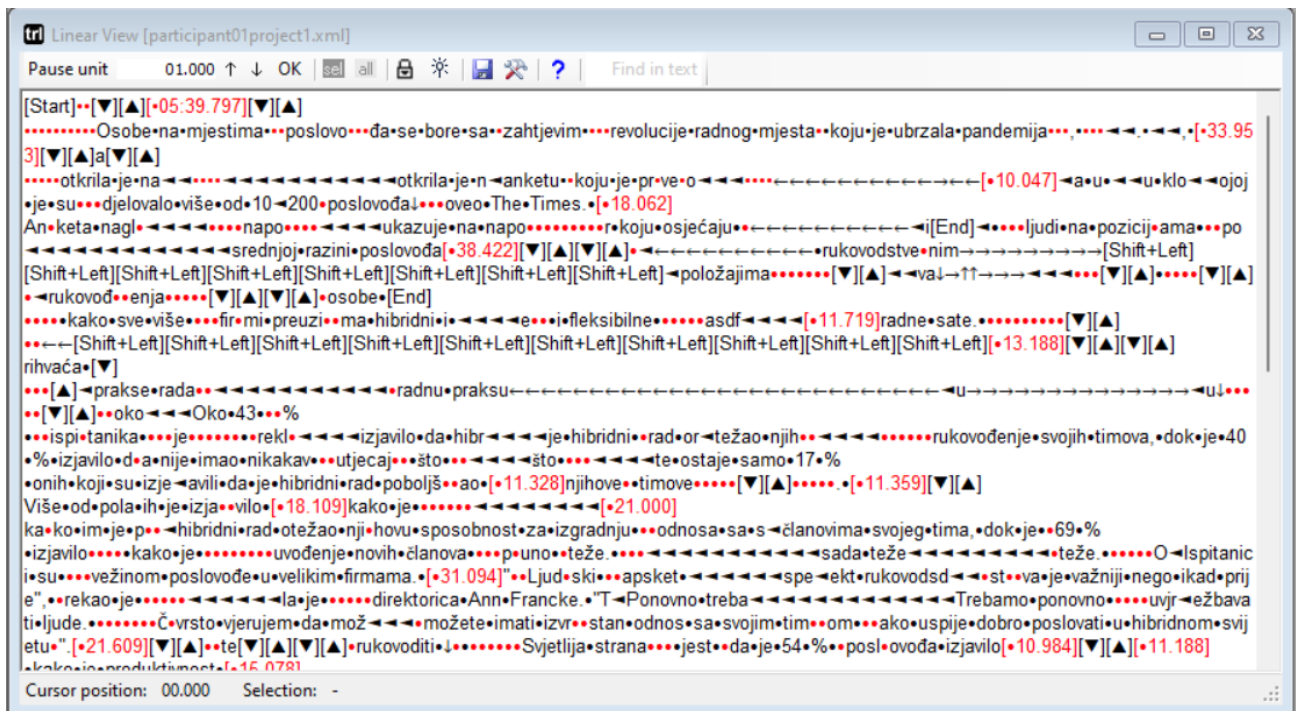 trl Linear View [participant01project1.xml]
Pause unit 01.000 ↑ ↓ OK sel all ? Find in text
[Start]••[▼][▲][•05:39.797][▼][▲]
••••••••••Osobe•na•mjestima•••poslovo•••đa•se•bore•sa••zahtjevim••••revolucije•radnog•mjesta••koju•je•ubrzala•pandemija•••,••••◄◄.•◄◄,•[•33.95
3][▼][▲]a[▼][▲]
•••••otkrila•je•na◄◄••••◄◄◄◄◄◄◄◄◄◄◄otkrila•je•n◄anketu••koju•je•pr•ve•o◄◄◄••••←←←←←←←←←←←→←←[•10.047]◄a•u•◄◄u•klo◄◄ojoj
•je•su•••djelovalo•više•od•10◄200•poslovođa↓•••oveo•The•Times.•[•18.062]
An•keta•nagl•◄◄◄◄••••napo••••◄◄◄◄ukazuje•na•napo•••••••••r•koju•osjećaju••←←←←←←←←←←←◄i[End]◄••••ljudi•na•pozicij•ama•••po
◄◄◄◄◄◄◄◄◄◄◄◄srednjoj•razini•poslovođa[•38.422][▼][▲][▼][▲]•◄←←←←←←←←←←•rukovodstve•nim→→→→→→→→→[Shift+Left]
[Shift+Left][Shift+Left][Shift+Left][Shift+Left][Shift+Left][Shift+Left][Shift+Left][Shift+Left]◄položajima•••••••[▼][▲]◄◄va↓→↑↑→→→◄◄◄•••[▼][▲]•••••[▼][▲]
•◄rukovođ••enja•••••[▼][▲][▼][▲]•osobe•[End]
•••••kako•sve•više••••fir•mi•preuzi••ma•hibridni•i•◄◄◄◄e•••i•fleksibilne••••••asdf◄◄◄◄[•11.719]radne•sate.••••••••••[▼][▲]
••←←[Shift+Left][Shift+Left][Shift+Left][Shift+Left][Shift+Left][Shift+Left][Shift+Left][Shift+Left][Shift+Left][Shift+Left][•13.188][▼][▲][▼][▲]
rihvaća•[▼]
•••[▲]◄prakse•rada••◄◄◄◄◄◄◄◄◄◄◄•radnu•praksu←←←←←←←←←←←←←←←←←←←←←←←←←←◄u→→→→→→→→→→→→→→→◄u↓•••
••[▼][▲]••oko◄◄◄Oko•43•••%
•••ispi•tanika••••je••••••••rekl•◄◄◄◄izjavilo•da•hibr◄◄◄◄je•hibridni••rad•or◄težao•njih••◄◄◄◄••••••rukovođenje•svojih•timova,•dok•je•40
•%•izjavilo•d•a•nije•imao•nikakav•••utjecaj•••što•••◄◄◄◄što••••◄◄◄◄te•ostaje•samo•17•%
•onih•koji•su•izje◄avili•da•je•hibridni•rad•poboljš••ao•[•11.328]njihove••timove•••••[▼][▲]•••••.•[•11.359][▼][▲]
Više•od•pola•ih•je•izja••vilo•[•18.109]kako•je•••••••◄◄◄◄◄◄◄◄[•21.000]
ka•ko•im•je•p••◄hibridni•rad•otežao•nji•hovu•sposobnost•za•izgradnju•••odnosa•sa•s◄članovima•svojeg•tima,•dok•je••69•%
•izjavilo•••••kako•je•••••••••uvođenje•novih•članova••••p•uno••teže.••••◄◄◄◄◄◄◄◄◄sada•teže◄◄◄◄◄◄◄◄◄•teže.••••••O◄Ispitanic
i•su••••vežinom•poslovođe•u•velikim•firmama.•[•31.094]"••Ljud•ski•••apsket•◄◄◄◄◄◄spe◄ekt•rukovodsd◄◄•st••va•je•važniji•nego•ikad•prij
e",••rekao•je••••••◄◄◄◄◄◄la•je••••••direktorica•Ann•Francke.•"T◄Ponovno•treba◄◄◄◄◄◄◄◄◄◄◄◄◄Trebamo•ponovno•••••uvjr◄ežbava
ti•ljude.••••••••Č•vrsto•vjerujem•da•mož◄◄◄•možete•imati•izvr••stan•odnos•sa•svojim•tim••om•••ako•uspije•dobro•poslovati•u•hibridnom•svij
etu•".[•21.609][▼][▲]••te[▼][▲][▼][▲]•rukovoditi•↓••••••••Svjetlija•strana••••jest••da•je•54•%••posl•ovođa•izjavilo[•10.984][▼][▲][•11.188]
•kako•je•produktivnost•[•15.078]
Cursor position: 00.000 Selection: -